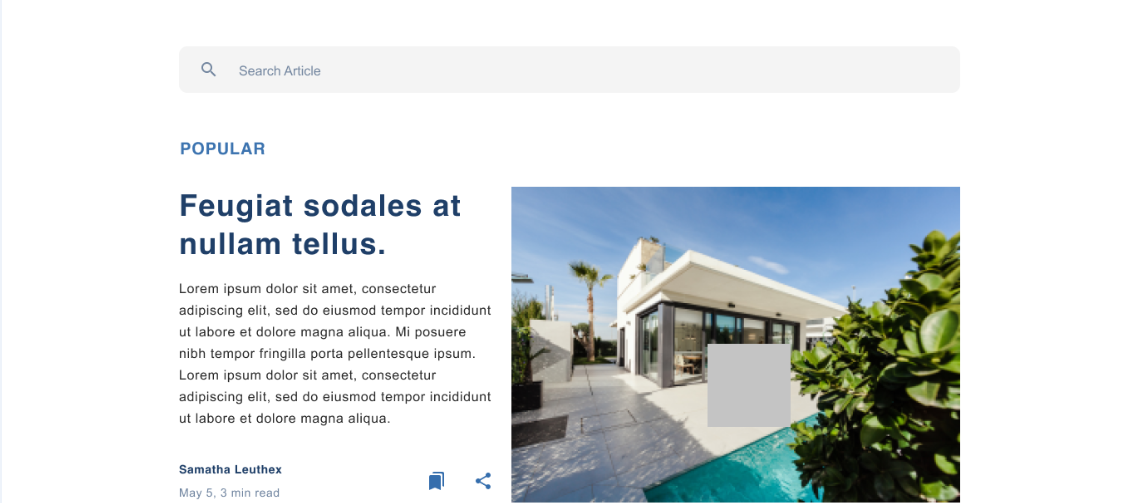 Search Article
POPULAR
Feugiat sodales at
nullam tellus.
Lorem ipsum dolor sit amet, consectetur
adipiscing elit, sed do eiusmod tempor incididunt
ut labore et dolore magna aliqua. Mi posuere
nibh tempor fringilla porta pellentesque ipsum.
Lorem ipsum dolor sit amet, consectetur
adipiscing elit, sed do eiusmod tempor incididunt
ut labore et dolore magna aliqua.
Samatha Leuthex
May 5, 3 min read